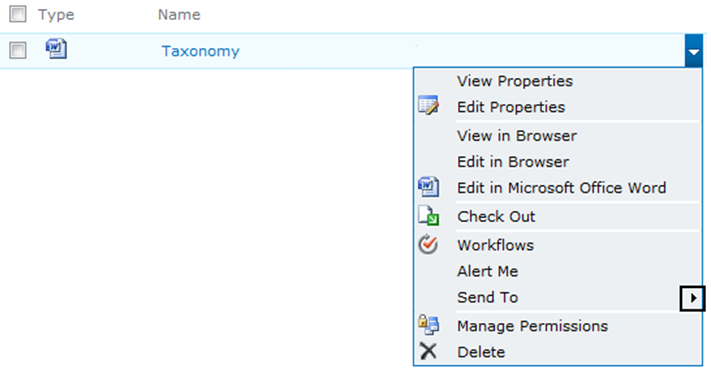 Type Name
Taxonomy
View Properties
Edit Properties
View in Browser
Edit in Browser
Edit in Microsoft Office Word
Check Out
Workflows
Alert Me
Send To
Manage Permissions
Delete